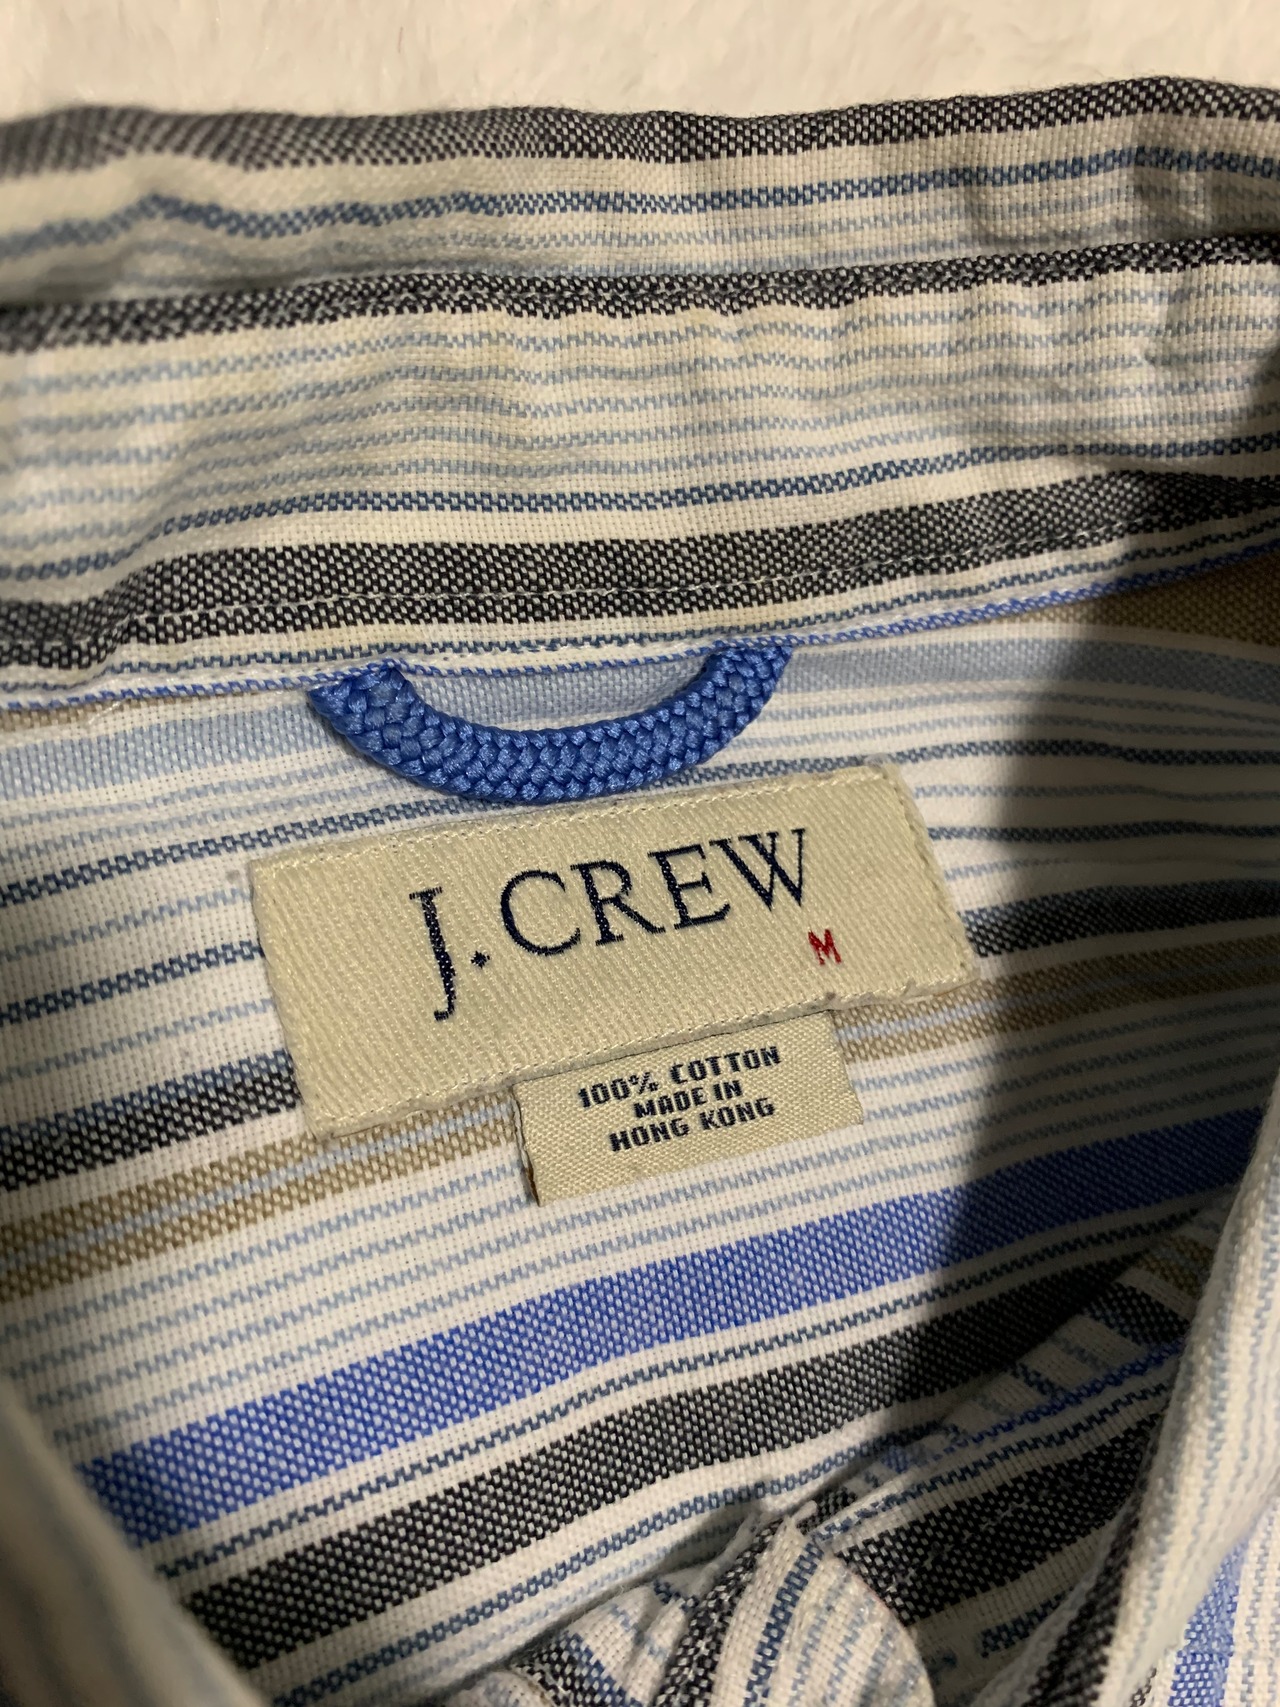 J.CREW
M
100% COTTON
MADE IN
HONG KONG